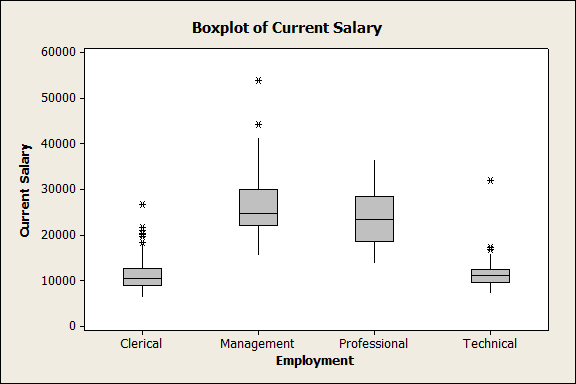 Boxplot of Current Salary
60000
50000
40000
30000
20000
10000
0
Current Salary
Clerical Management Professional Technical
Employment